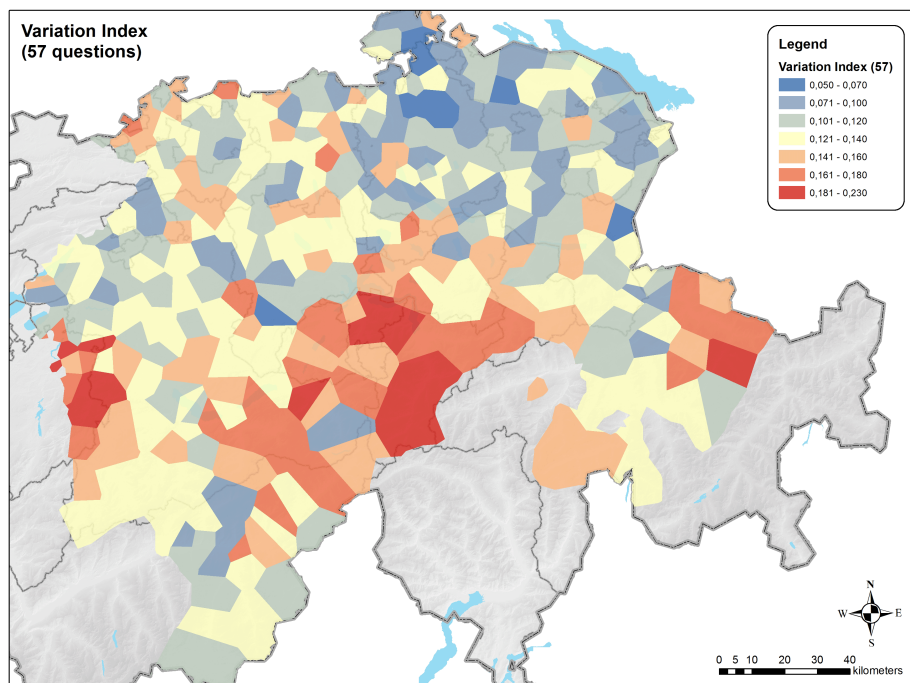 Variation Index
(57 questions)
Legend
Variation Index (57)
0,050 - 0,070
0,071 - 0,100
0,101 - 0,120
0,121 - 0,140
0,141 - 0,160
0,161 - 0,180
0,181 - 0,230
N
W E
S
0 5 10 20 30 40
kilometers